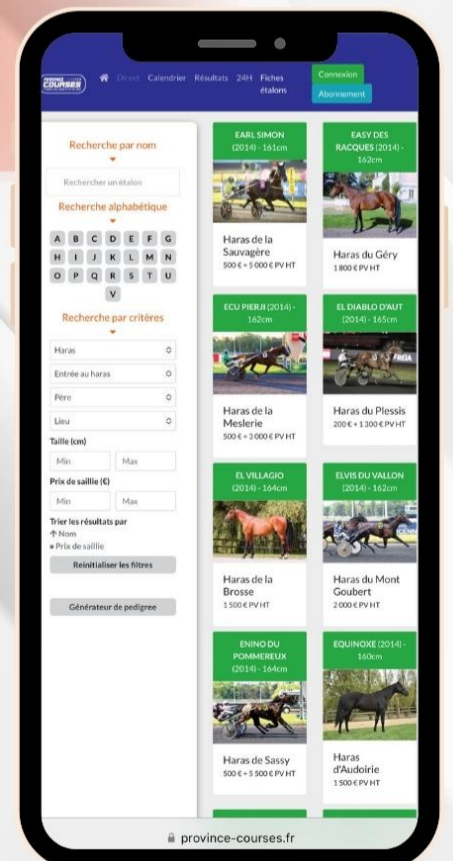 PROVINCE
COURSES
Direct Calendrier Résultats 24H Fiches
étalons
Connexion
Abonnement
Recherche par nom
Rechercher un étalon
Recherche alphabétique
A B C D E F G
H I J K L M N
O P Q R S T U
V
Recherche par critères
Haras
Entrée au haras
Père
Lieu
Taille (cm)
Min Max
Prix de saillie (€)
Min Max
Trier les résultats par
Nom
Prix de saillie
Reinitialiser les filtres
Générateur de pedigree
EARL SIMON
(2014) - 161cm
Haras de la
Sauvagère
500 € + 5 000 € PV HT
EASY DES
RACQUES (2014) -
162cm
Haras du Géry
1 800 € PV HT
ECU PIERJI (2014) -
162cm
Haras de la
Meslerie
500 € + 3 000 € PV HT
EL DIABLO D'AUT
(2014) - 165cm
Haras du Plessis
200 € + 1 300 € PV HT
EL VILLAGIO
(2014) - 164cm
Haras de la
Brosse
1 500 € PV HT
ELVIS DU VALLON
(2014) - 162cm
Haras du Mont
Goubert
2 000 € PV HT
ENINO DU
POMMEREUX
(2014) - 164cm
Haras de Sassy
500 € + 5 500 € PV HT
EQUINOXE (2014) -
160cm
Haras
d'Audoirie
1 500 € PV HT
province-courses.fr